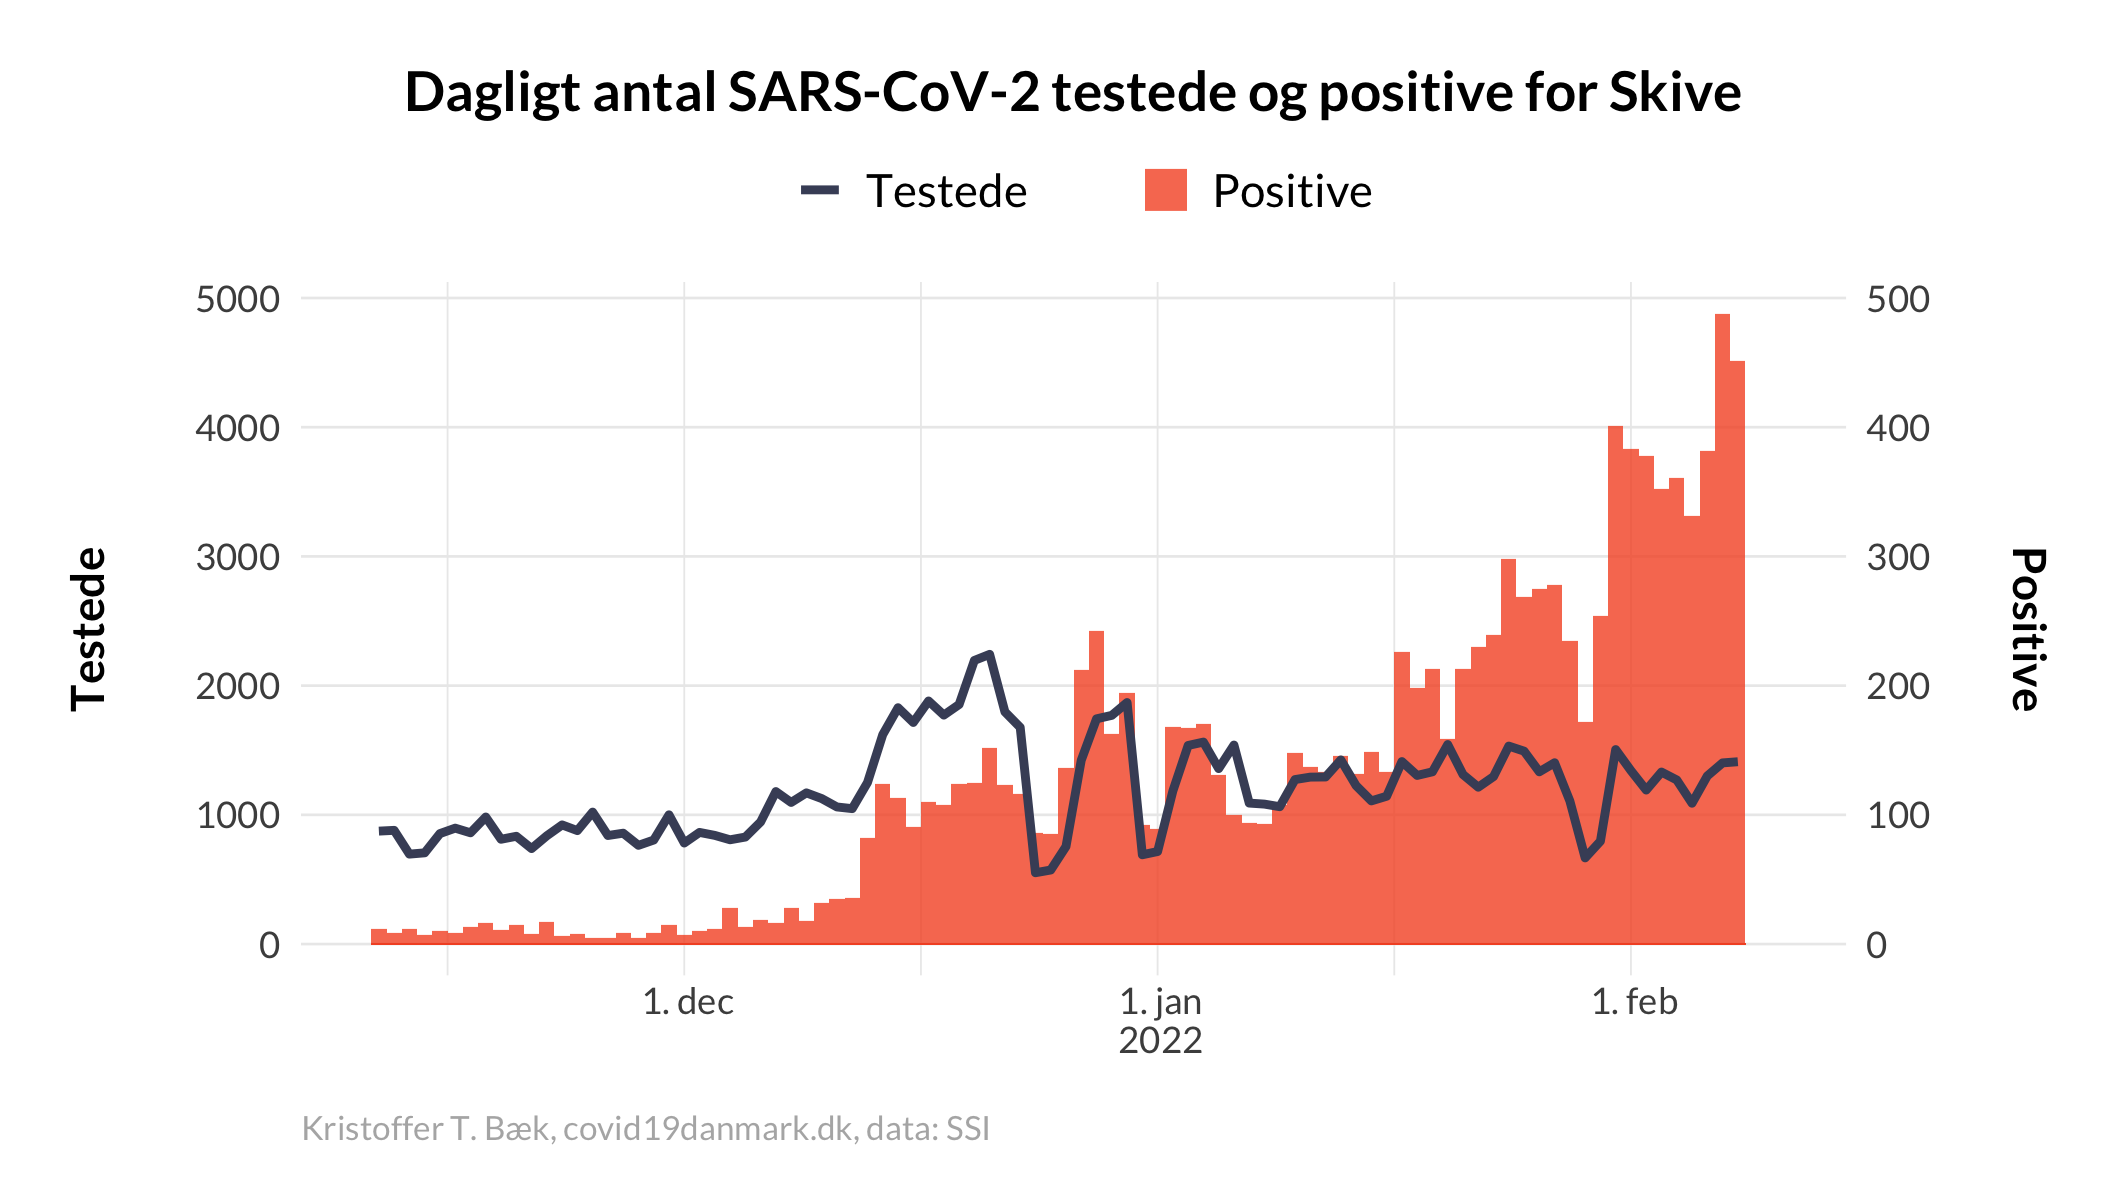 Dagligt antal SARS-CoV-2 testede og positive for Skive
Testede
Positive
5000
4000
3000
2000
1000
0
Testede
500
400
300
200
100
0
Positive
1. dec
1. jan
2022
1. feb
Kristoffer T. Bæk, covid19danmark.dk, data: SSI